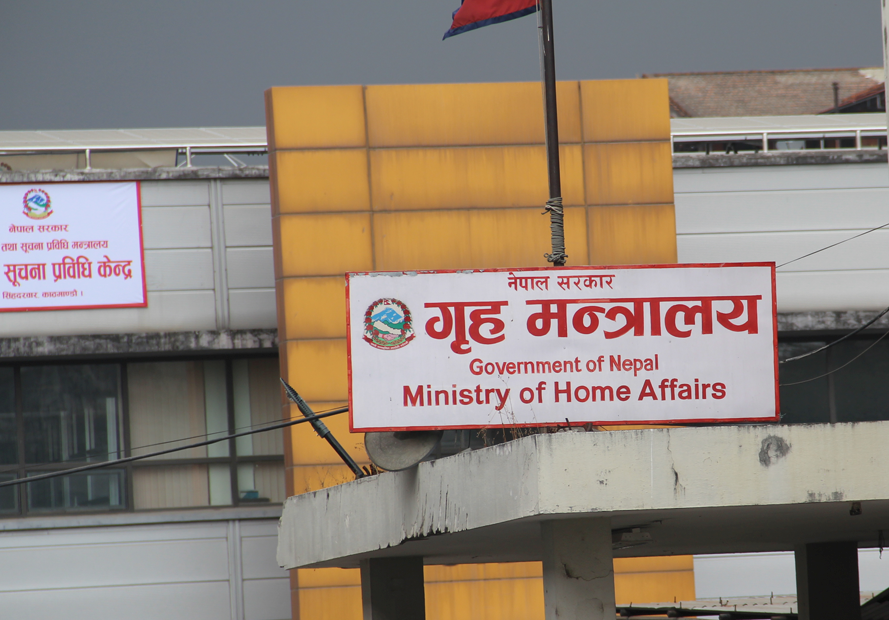 नेपाल सरकार
तथा सूचना प्रविधि मन्त्रालय
सूचना प्रविधि केन्द्र
सिंहदरबार, काठमाण्डौ ।
नेपाल सरकार
गृह मन्त्रालय
Government of Nepal
Ministry of Home Affairs